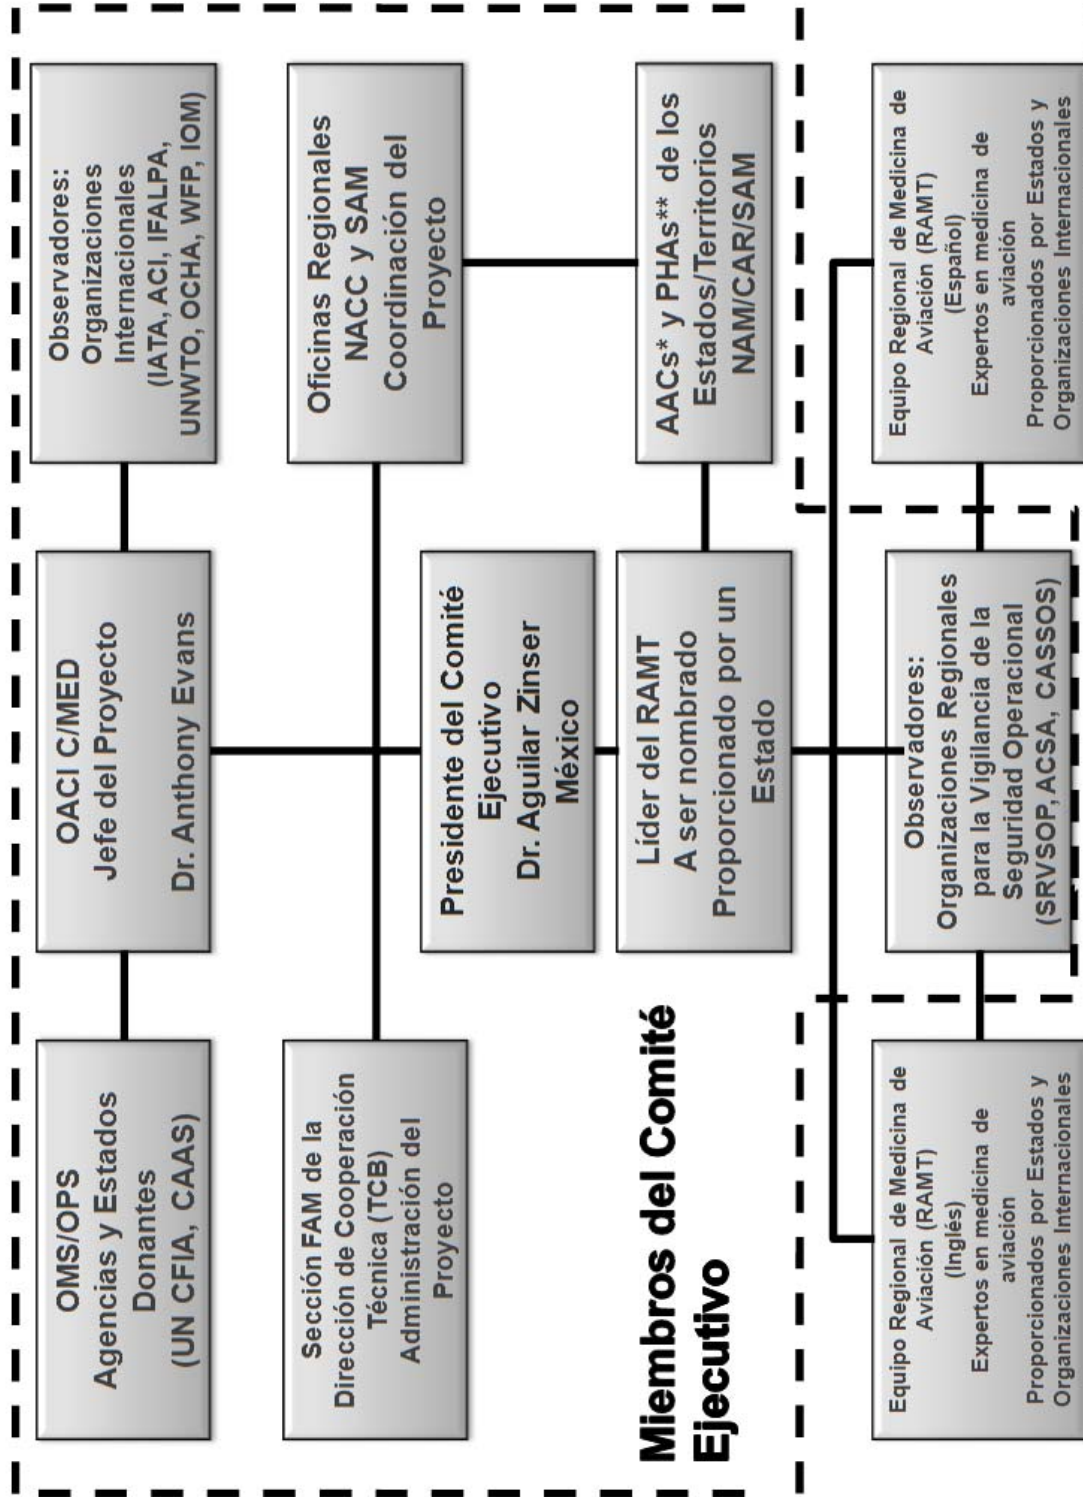 OMS/OPS
Agencias y Estados
Donantes
(UN CFIA, CAAS)
OACI C/MED
Jefe del Proyecto
Dr. Anthony Evans
Observadores:
Organizaciones
Internacionales
(IATA, ACI, IFALPA,
UNWTO, OCHA, WFP, IOM)
Sección FAM de la
Dirección de Cooperación
Técnica (TCB)
Administración del
Proyecto
Oficinas Regionales
NACC y SAM
Coordinación del
Proyecto
Presidente del Comité
Ejecutivo
Dr. Aguilar Zinser
México
Miembros del Comité
Ejecutivo
Líder del RAMT
A ser nombrado
Proporcionado por un
Estado
AACs* y PHAs** de los
Estados/Territorios
NAM/CAR/SAM
Equipo Regional de Medicina de
Aviación (RAMT)
(Inglés)
Expertos en medicina de
aviación
Proporcionados por Estados y
Organizaciones Internacionales
Observadores:
Organizaciones Regionales
para la Vigilancia de la
Seguridad Operacional
(SRVSOP, ACSA, CASSOS)
Equipo Regional de Medicina de
Aviación (RAMT)
(Español)
Expertos en medicina de
aviación
Proporcionados por Estados y
Organizaciones Internacionales